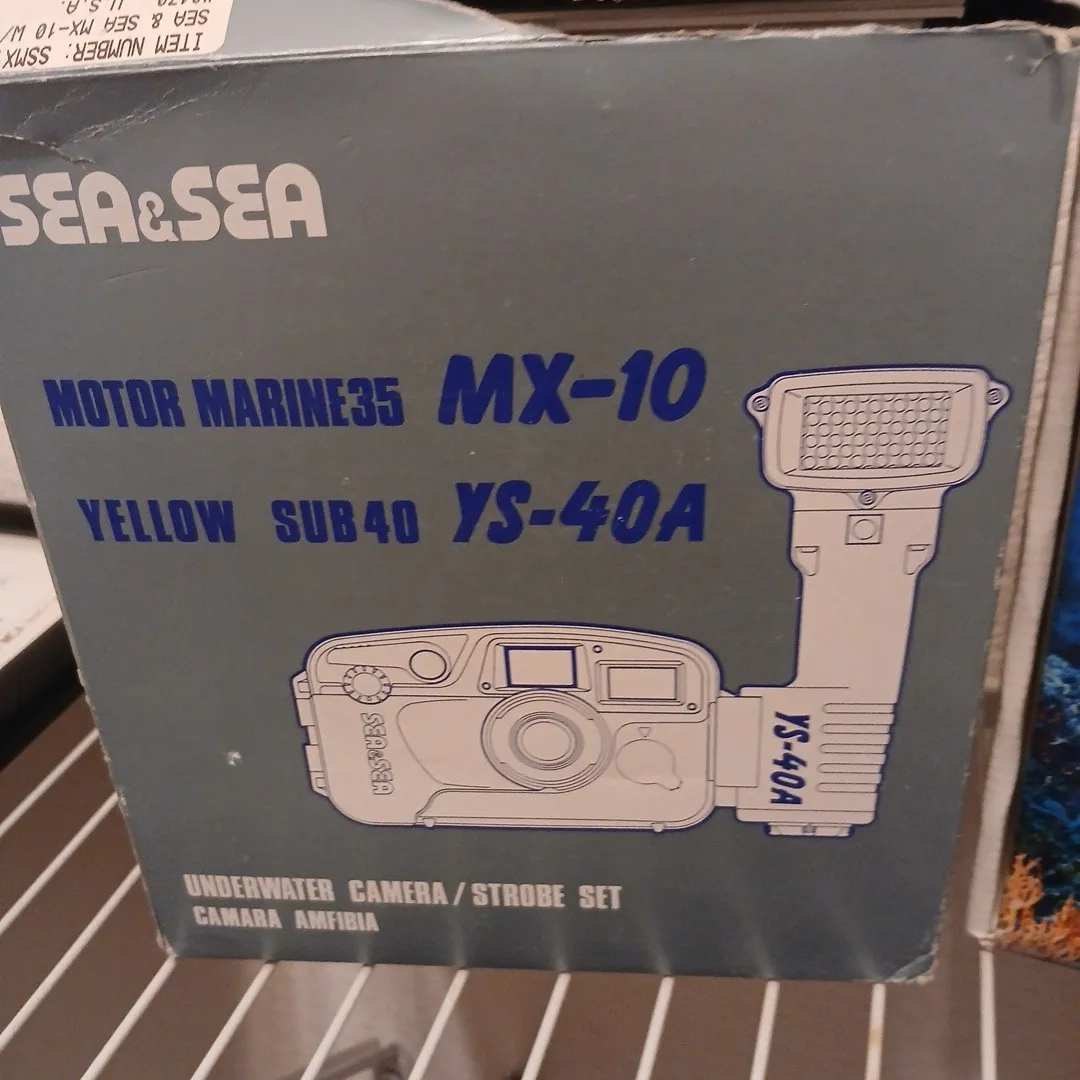 ITEM NUMBER: SSMX
SEA & SEA MX-10 W/
U.S.A.
SEA&SEA
MOTOR MARINE35 MX-10
YELLOW SUB40 YS-40A
SEA&SEA
YS-40A
UNDERWATER CAMERA/STROBE SET
CAMARA AMFIBIA